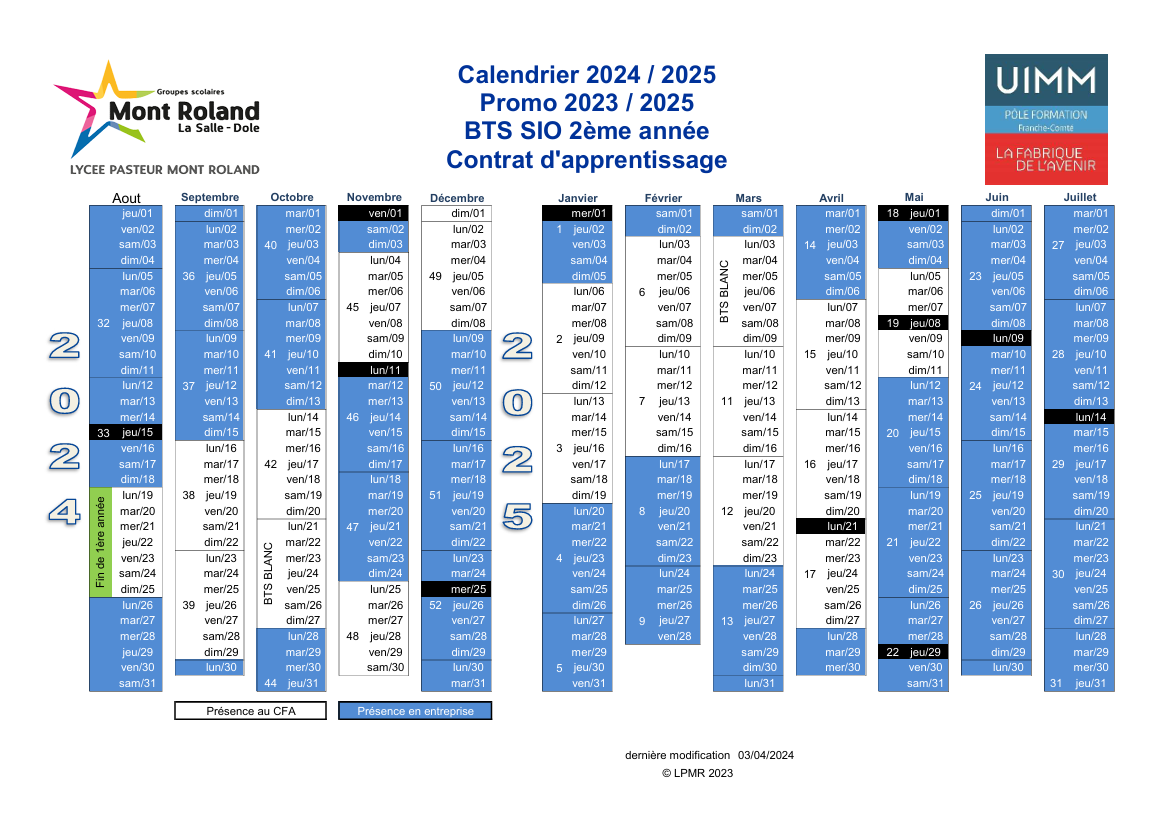 Calendrier 2024 / 2025
Promo 2023 / 2025
BTS SIO 2ème année
Contrat d'apprentissage
Groupes scolaires
Mont Roland
La Salle - Dole
LYCEE PASTEUR MONT ROLAND
UIMM
PÔLE FORMATION
Franche-Comté
LA FABRIQUE
DE L'AVENIR
Aout Septembre Octobre Novembre Décembre Janvier Février Mars Avril Mai Juin Juillet
jeu/01 dim/01 mar/01 ven/01 dim/01 mer/01 sam/01 sam/01 mar/01 18 jeu/01 dim/01 mar/01
ven/02 lun/02 mer/02 sam/02 lun/02 1 jeu/02 dim/02 dim/02 mer/02 ven/02 lun/02 mer/02
sam/03 mar/03 40 jeu/03 dim/03 mar/03 ven/03 lun/03 lun/03 14 jeu/03 sam/03 mar/03 27 jeu/03
dim/04 mer/04 ven/04 lun/04 mer/04 sam/04 mar/04 mar/04 ven/04 dim/04 mer/04 ven/04
lun/05 36 jeu/05 sam/05 mar/05 49 jeu/05 dim/05 mer/05 mer/05 sam/05 lun/05 23 jeu/05 sam/05
mar/06 ven/06 dim/06 mer/06 ven/06 lun/06 6 jeu/06 jeu/06 dim/06 mar/06 ven/06 dim/06
mer/07 sam/07 lun/07 45 jeu/07 sam/07 mar/07 ven/07 ven/07 lun/07 mer/07 sam/07 lun/07
32 jeu/08 dim/08 mar/08 ven/08 dim/08 mer/08 sam/08 sam/08 mar/08 19 jeu/08 dim/08 mar/08
ven/09 lun/09 mer/09 sam/09 lun/09 2 jeu/09 dim/09 dim/09 mer/09 ven/09 lun/09 mer/09
sam/10 mar/10 41 jeu/10 dim/10 mar/10 ven/10 lun/10 lun/10 15 jeu/10 sam/10 mar/10 28 jeu/10
dim/11 mer/11 ven/11 lun/11 mer/11 sam/11 mar/11 mar/11 ven/11 dim/11 mer/11 ven/11
lun/12 37 jeu/12 sam/12 mar/12 50 jeu/12 dim/12 mer/12 mer/12 sam/12 lun/12 24 jeu/12 sam/12
mar/13 ven/13 dim/13 mer/13 ven/13 lun/13 7 jeu/13 11 jeu/13 dim/13 mar/13 ven/13 dim/13
mer/14 sam/14 lun/14 46 jeu/14 sam/14 mar/14 ven/14 ven/14 lun/14 mer/14 sam/14 lun/14
33 jeu/15 dim/15 mar/15 ven/15 dim/15 mer/15 sam/15 sam/15 mar/15 20 jeu/15 dim/15 mar/15
ven/16 lun/16 mer/16 sam/16 lun/16 3 jeu/16 dim/16 dim/16 mer/16 ven/16 lun/16 mer/16
sam/17 mar/17 42 jeu/17 dim/17 mar/17 ven/17 lun/17 lun/17 16 jeu/17 sam/17 mar/17 29 jeu/17
dim/18 mer/18 ven/18 lun/18 mer/18 sam/18 mar/18 mar/18 ven/18 dim/18 mer/18 ven/18
lun/19 38 jeu/19 sam/19 mar/19 51 jeu/19 dim/19 mer/19 mer/19 sam/19 lun/19 25 jeu/19 sam/19
mar/20 ven/20 dim/20 mer/20 ven/20 lun/20 8 jeu/20 12 jeu/20 dim/20 mar/20 ven/20 dim/20
mer/21 sam/21 lun/21 47 jeu/21 sam/21 mar/21 ven/21 ven/21 lun/21 mer/21 sam/21 lun/21
jeu/22 dim/22 mar/22 ven/22 dim/22 mer/22 sam/22 sam/22 mar/22 21 jeu/22 dim/22 mar/22
ven/23 lun/23 mer/23 sam/23 lun/23 4 jeu/23 dim/23 dim/23 mer/23 ven/23 lun/23 mer/23
sam/24 mar/24 jeu/24 dim/24 mar/24 ven/24 lun/24 lun/24 17 jeu/24 sam/24 mar/24 30 jeu/24
dim/25 mer/25 ven/25 lun/25 mer/25 sam/25 mar/25 mar/25 ven/25 dim/25 mer/25 ven/25
lun/26 39 jeu/26 sam/26 mar/26 52 jeu/26 dim/26 mer/26 mer/26 sam/26 lun/26 26 jeu/26 sam/26
mar/27 ven/27 dim/27 mer/27 ven/27 lun/27 9 jeu/27 13 jeu/27 dim/27 mar/27 ven/27 dim/27
mer/28 sam/28 lun/28 48 jeu/28 sam/28 mar/28 ven/28 ven/28 lun/28 mer/28 sam/28 lun/28
jeu/29 dim/29 mar/29 ven/29 dim/29 mer/29 sam/29 mar/29 22 jeu/29 dim/29 mar/29
ven/30 lun/30 mer/30 sam/30 lun/30 5 jeu/30 dim/30 mer/30 ven/30 lun/30 mer/30
sam/31 44 jeu/31 mar/31 ven/31 lun/31 sam/31 31 jeu/31
2
0
2
4
Fin de 1ère année
BTS BLANC
2
0
2
5
BTS BLANC
Présence au CFA
Présence en entreprise
dernière modification 03/04/2024
© LPMR 2023